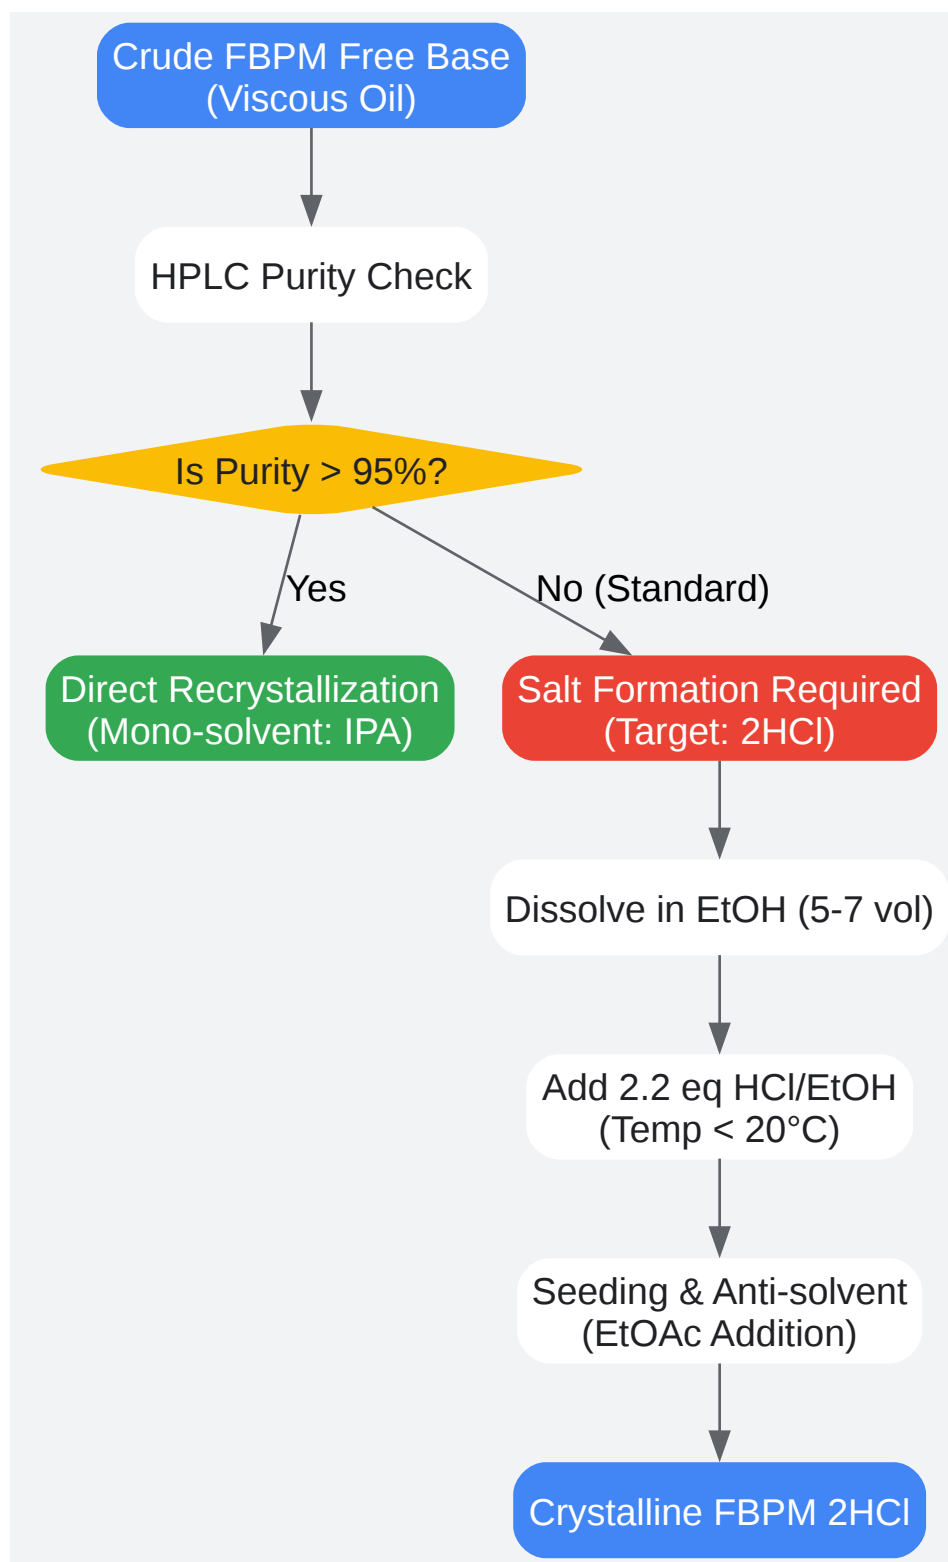 Crude FBPM Free Base
(Viscous Oil)
HPLC Purity Check
Is Purity > 95%?
Yes
No (Standard)
Direct Recrystallization
(Mono-solvent: IPA)
Salt Formation Required
(Target: 2HCl)
Dissolve in EtOH (5-7 vol)
Add 2.2 eq HCl/EtOH
(Temp < 20°C)
Seeding & Anti-solvent
(EtOAc Addition)
Crystalline FBPM 2HCl